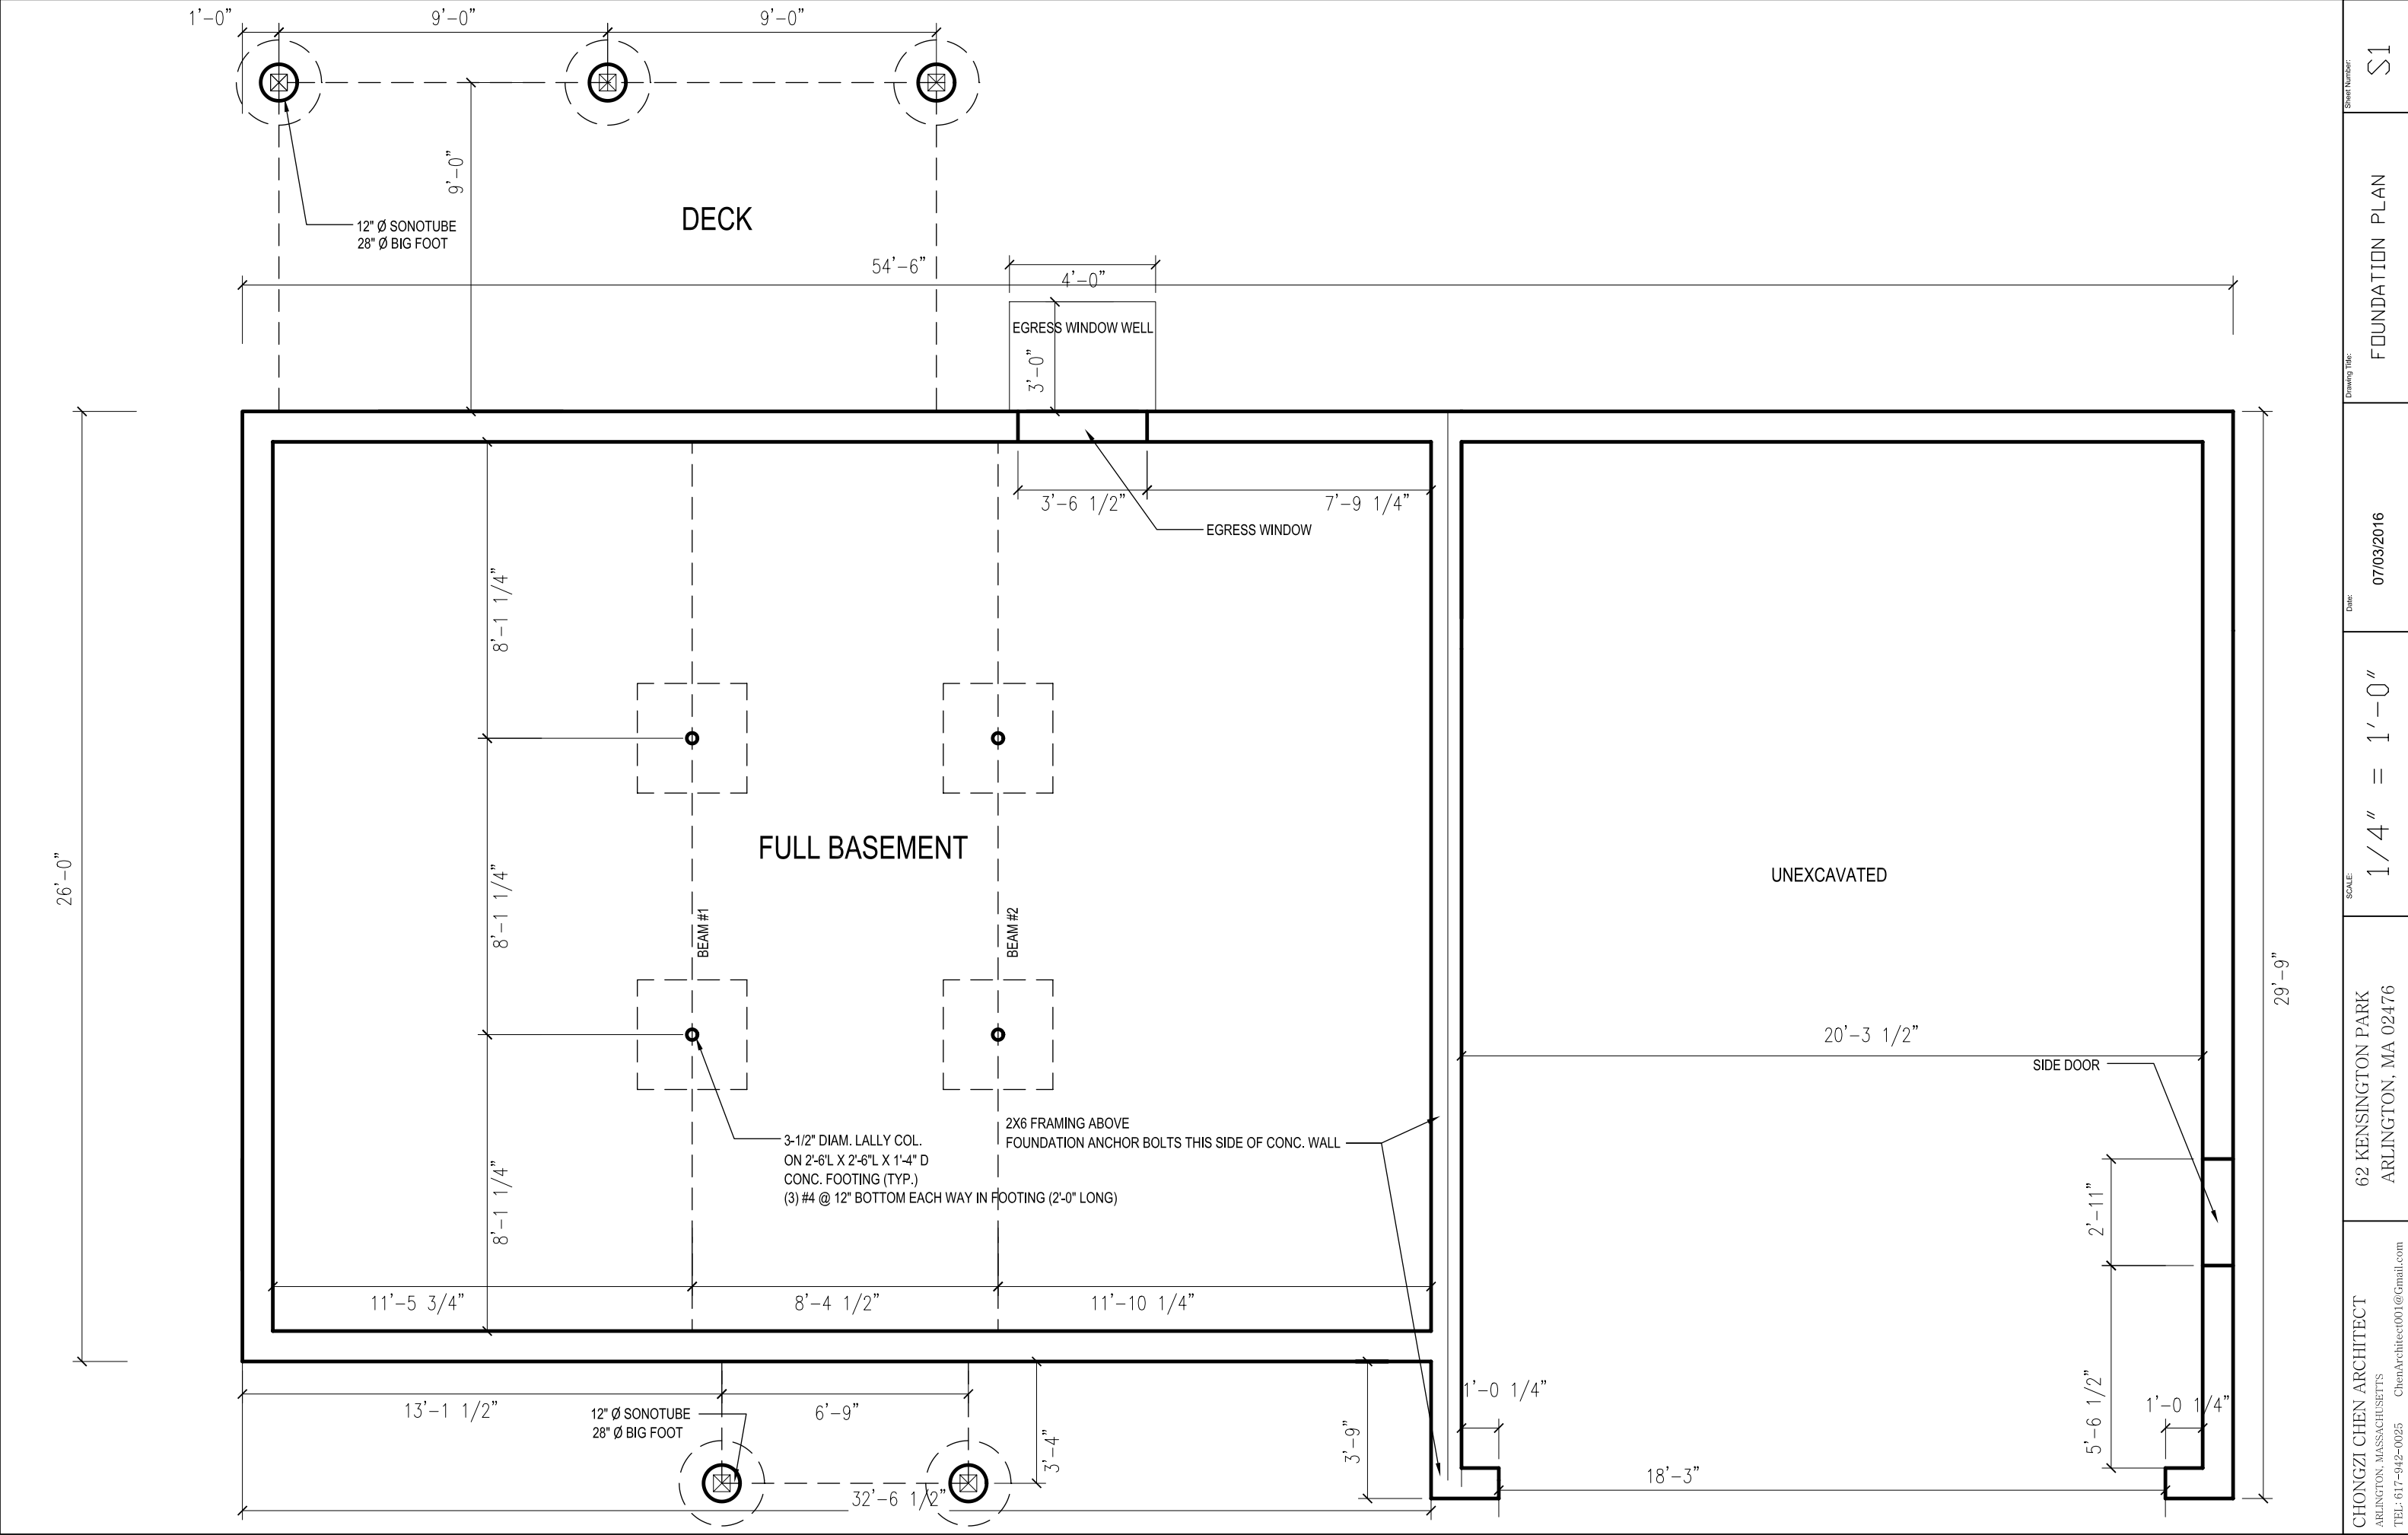 1'-0"
9'-0"
9'-0"
9'-0"
12" Ø SONOTUBE
28" Ø BIG FOOT
DECK
54'-6"
4'-0"
EGRESS WINDOW WELL
3'-0"
3'-6 1/2"
7'-9 1/4"
EGRESS WINDOW
8'-1 1/4"
26'-0"
FULL BASEMENT
8'-1 1/4"
BEAM #1
BEAM #2
UNEXCAVATED
29'-9"
20'-3 1/2"
SIDE DOOR
2X6 FRAMING ABOVE
FOUNDATION ANCHOR BOLTS THIS SIDE OF CONC. WALL
3-1/2" DIAM. LALLY COL.
ON 2'-6'L X 2'-6"L X 1'-4" D
CONC. FOOTING (TYP.)
(3) #4 @ 12" BOTTOM EACH WAY IN FOOTING (2'-0" LONG)
8'-1 1/4"
2'-11"
11'-5 3/4"
8'-4 1/2"
11'-10 1/4"
13'-1 1/2"
6'-9"
12" Ø SONOTUBE
28" Ø BIG FOOT
3'-4"
3'-9"
1'-0 1/4"
5'-6 1/2"
1'-0 1/4"
18'-3"
32'-6 1/2"
Sheet Number:
S1
Drawing Title:
FOUNDATION PLAN
Date:
07/03/2016
SCALE:
1/4" = 1'-0"
62 KENSINGTON PARK
ARLINGTON, MA 02476
CHONGZI CHEN ARCHITECT
ARLINGTON, MASSACHUSETTS
TEL: 617-942-0025 ChenArchitect001@Gmail.com